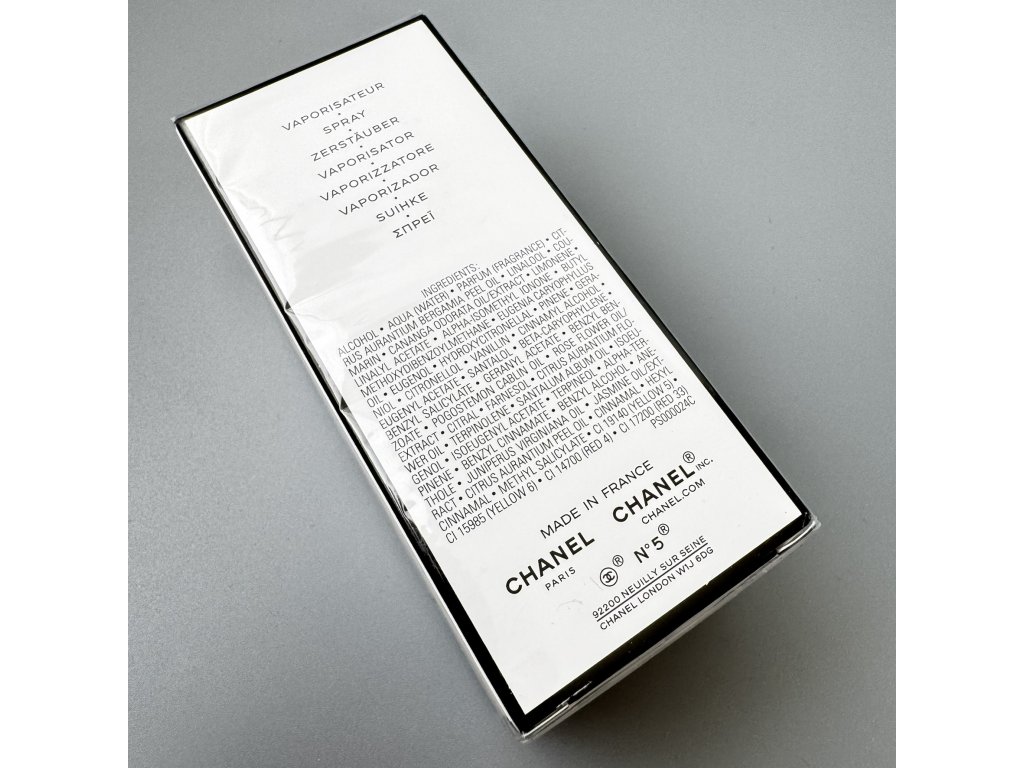 VAPORISATEUR
•
SPRAY
•
ZERSTÄUBER
•
VAPORISATOR
•
VAPORIZZATORE
•
VAPORIZADOR
•
SUIHKE
•
ΣΠΡΕΪ
INGREDIENTS:
ALCOHOL • AQUA (WATER) • PARFUM (FRAGRANCE) • CIT-
RUS AURANTIUM BERGAMIA PEEL OIL • LINALOOL • COU-
MARIN • CANANGA ODORATA OIL/EXTRACT • LIMONENE •
LINALYL ACETATE • ALPHA-ISOMETHYL IONONE • BUTYL
METHOXYDIBENZOYLMETHANE • EUGENIA CARYOPHYLLUS
OIL • EUGENOL • HYDROXYCITRONELLAL • PINENE • GERA-
NIOL • CITRONELLOL • VANILLIN • CINNAMYL ALCOHOL •
EUGENYL ACETATE • SANTALOL • BETA-CARYOPHYLLENE •
BENZYL SALICYLATE • GERANYL ACETATE • BENZYL BEN-
ZOATE • POGOSTEMON CABLIN OIL • ROSE FLOWER OIL/
EXTRACT • CITRAL • FARNESOL • CITRUS AURANTIUM FLO-
WER OIL • TERPINOLENE • SANTALUM ALBUM OIL • ISOEU-
GENOL • ISOEUGENYL ACETATE • TERPINEOL • ALPHA-TER-
PINENE • BENZYL CINNAMATE • BENZYL ALCOHOL • ANE-
THOLE • JUNIPERUS VIRGINIANA OIL • JASMINE OIL/EXT-
RACT • CITRUS AURANTIUM PEEL OIL • CINNAMAL • HEXYL
CINNAMAL • METHYL SALICYLATE • CI 19140 (YELLOW 5) •
CI 15985 (YELLOW 6) • CI 14700 (RED 4) • CI 17200 (RED 33)
PS000024C
MADE IN FRANCE
CHANEL CHANEL® INC.
PARIS CHANEL.COM
® N°5®
92200 NEUILLY SUR SEINE
CHANEL LONDON W1J 6DG